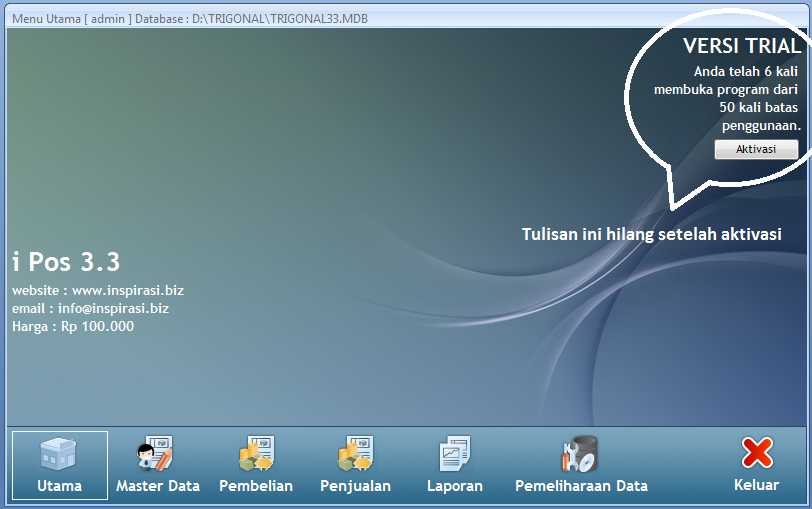 Menu Utama [ admin ] Database : D:\TRIGONAL\TRIGONAL33.MDB
VERSI TRIAL
Anda telah 6 kali
membuka program dari
50 kali batas
penggunaan.
Aktivasi
Tulisan ini hilang setelah aktivasi
i Pos 3.3
website : www.inspirasi.biz
email : info@inspirasi.biz
Harga : Rp 100.000
Utama
Master Data
Pembelian
Penjualan
Laporan
Pemeliharaan Data
Keluar